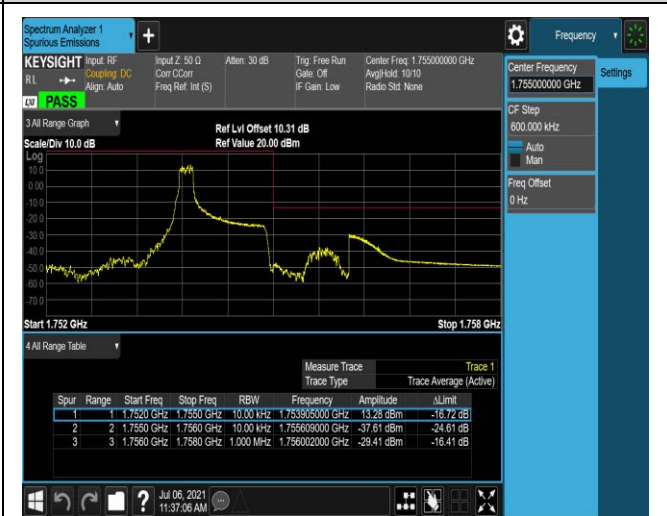 Spectrum Analyzer 1
Spurious Emissions
Frequency
KEYSIGHT Input: RF
RL Coupling: DC
Align: Auto
LXI PASS
Input Z: 50 Ω
Corr CCorr
Freq Ref: Int (S)
Atten: 30 dB
Trig: Free Run
Gate: Off
IF Gain: Low
Center Freq: 1.755000000 GHz
Avg|Hold: 10/10
Radio Std: None
Center Frequency
1.755000000 GHz
Settings
CF Step
600.000 kHz
Auto
Man
Freq Offset
0 Hz
3 All Range Graph
Scale/Div 10.0 dB
Ref Lvl Offset 10.31 dB
Ref Value 20.00 dBm
Log
10.0
0.00
-10.0
-20.0
-30.0
-40.0
-50.0
-60.0
-70.0
Start 1.752 GHz Stop 1.758 GHz
4 All Range Table
Measure Trace Trace 1
Trace Type Trace Average (Active)
Spur Range Start Freq Stop Freq RBW Frequency Amplitude ΔLimit
1 1 1.7520 GHz 1.7550 GHz 10.00 kHz 1.753905000 GHz 13.28 dBm -16.72 dB
2 2 1.7550 GHz 1.7560 GHz 10.00 kHz 1.755609000 GHz -37.61 dBm -24.61 dB
3 3 1.7560 GHz 1.7580 GHz 1.000 MHz 1.756002000 GHz -29.41 dBm -16.41 dB
Jul 06, 2021
11:37:06 AM